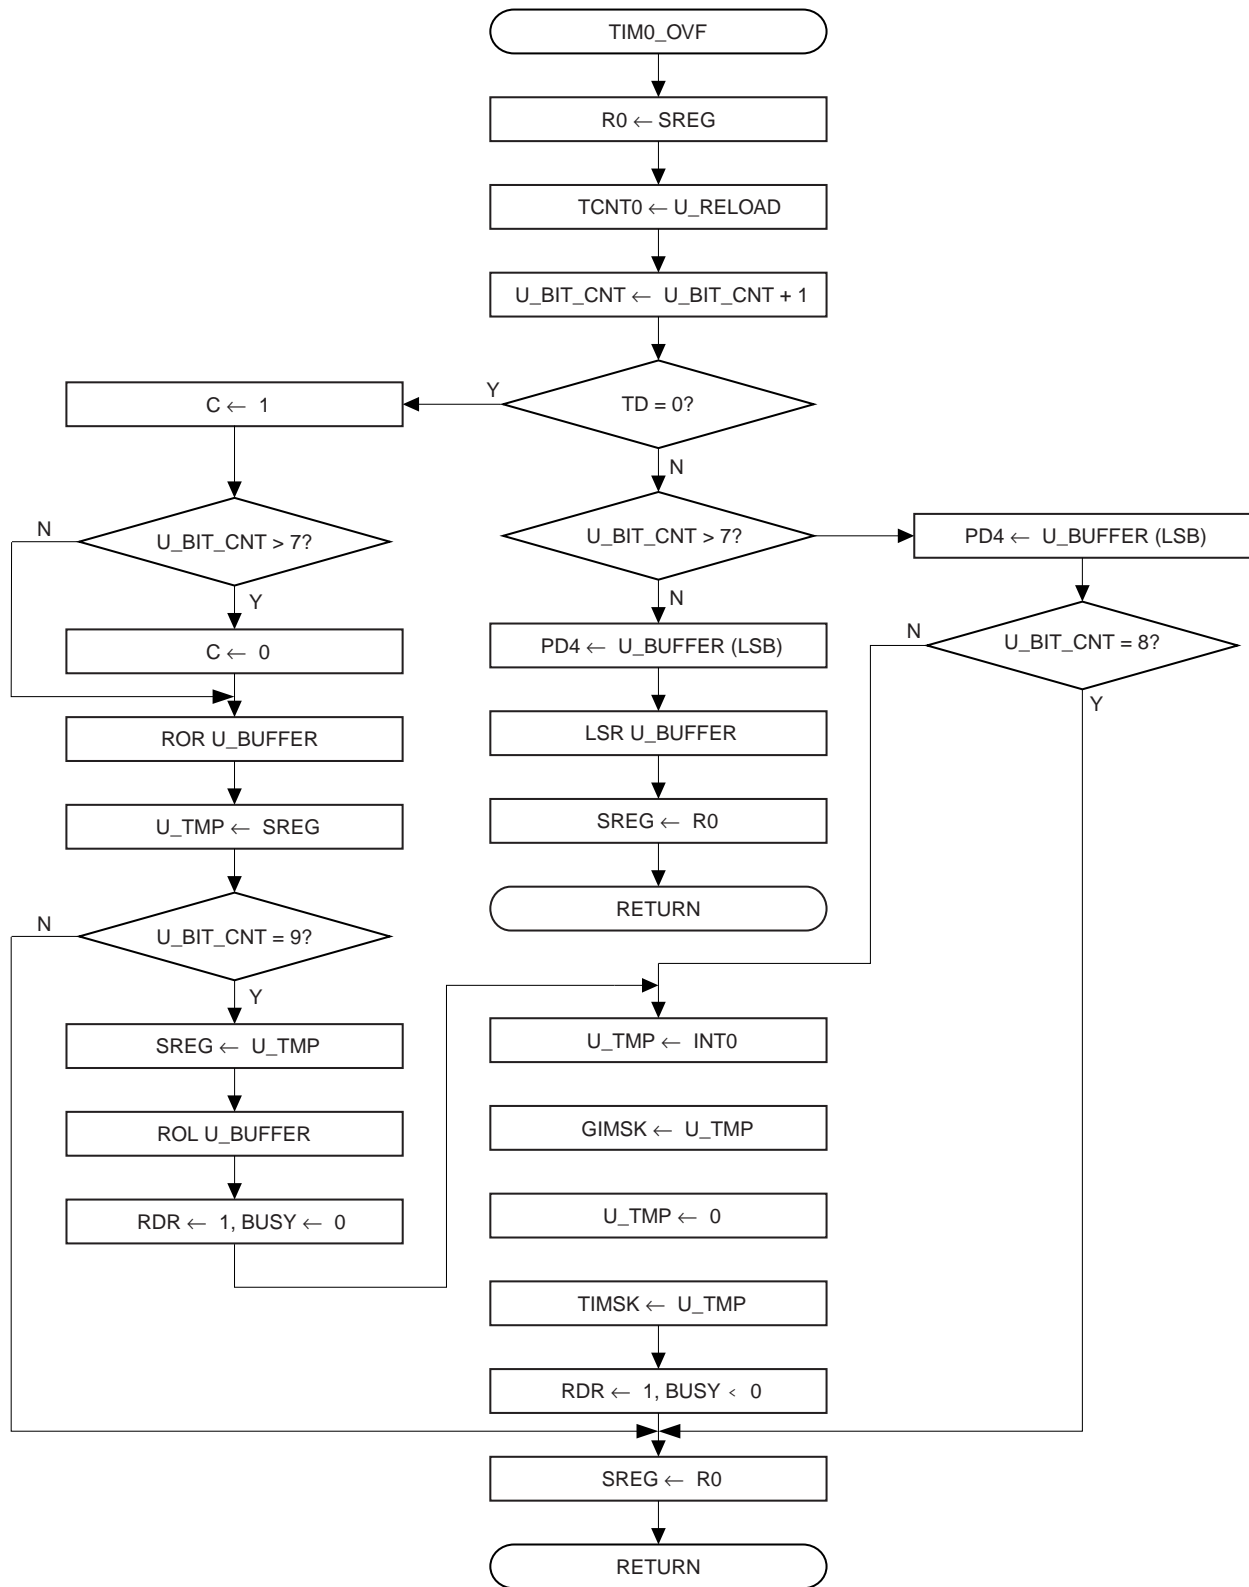 TIM0_OVF
R0 ← SREG
TCNT0 ← U_RELOAD
U_BIT_CNT ← U_BIT_CNT + 1
TD = 0?
Y
N
C ← 1
U_BIT_CNT > 7?
N
Y
C ← 0
ROR U_BUFFER
U_TMP ← SREG
U_BIT_CNT = 9?
N
Y
SREG ← U_TMP
ROL U_BUFFER
RDR ← 1, BUSY ← 0
U_BIT_CNT > 7?
N
PD4 ← U_BUFFER (LSB)
LSR U_BUFFER
SREG ← R0
RETURN
PD4 ← U_BUFFER (LSB)
U_BIT_CNT = 8?
N
Y
U_TMP ← INT0
GIMSK ← U_TMP
U_TMP ← 0
TIMSK ← U_TMP
RDR ← 1, BUSY < 0
SREG ← R0
RETURN